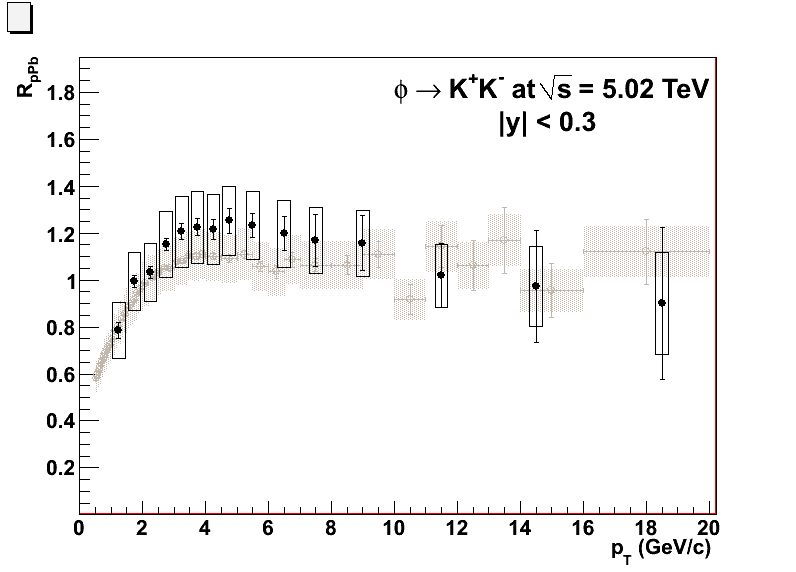 R_pPb
ϕ → K⁺K⁻ at √s = 5.02 TeV
|y| < 0.3
1.8
1.6
1.4
1.2
1
0.8
0.6
0.4
0.2
0 2 4 6 8 10 12 14 16 18 20
p_T (GeV/c)